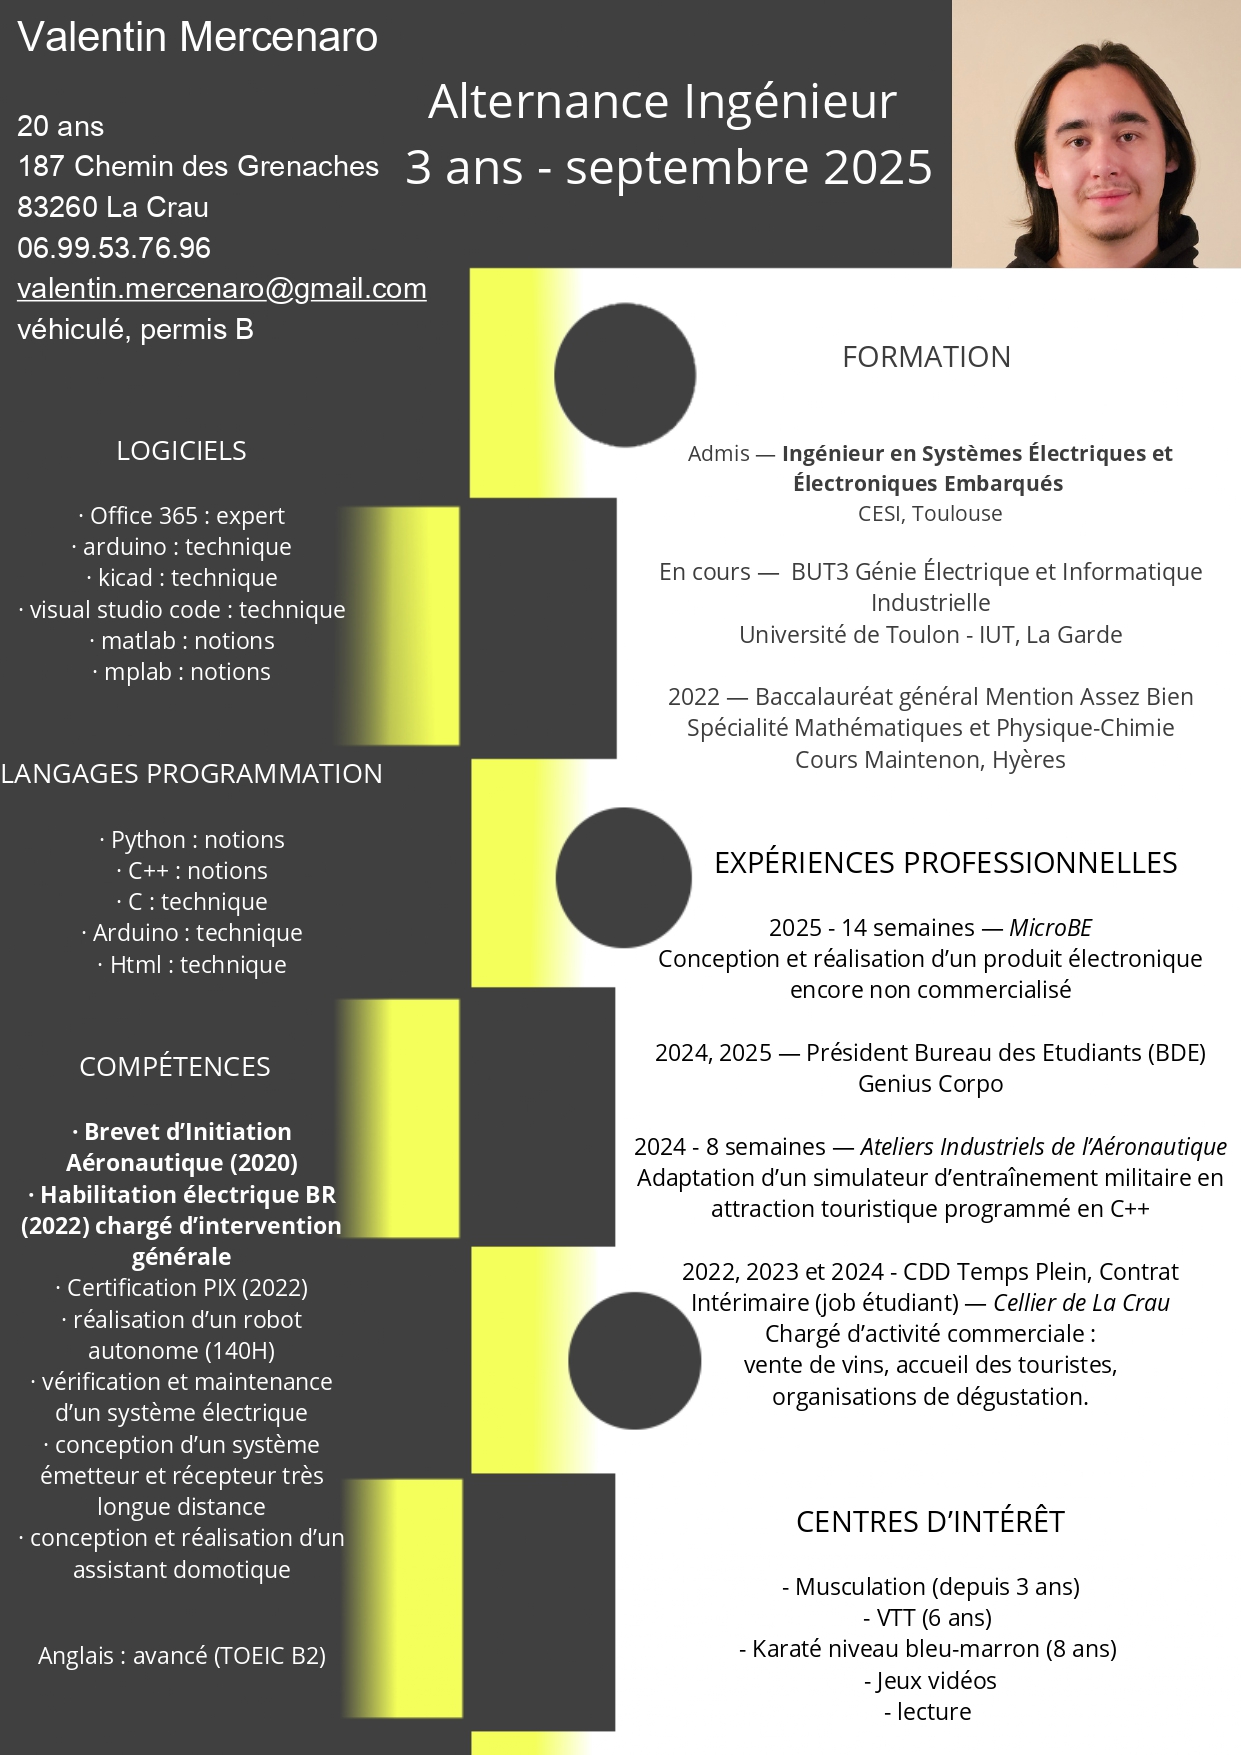 Valentin Mercenaro
20 ans
187 Chemin des Grenaches
83260 La Crau
06.99.53.76.96
valentin.mercenaro@gmail.com
véhiculé, permis B
Alternance Ingénieur
3 ans - septembre 2025
LOGICIELS
· Office 365 : expert
· arduino : technique
· kicad : technique
· visual studio code : technique
· matlab : notions
· mplab : notions
LANGAGES PROGRAMMATION
· Python : notions
· C++ : notions
· C : technique
· Arduino : technique
· Html : technique
COMPÉTENCES
· Brevet d’Initiation
Aéronautique (2020)
· Habilitation électrique BR
(2022) chargé d’intervention
générale
· Certification PIX (2022)
· réalisation d’un robot
autonome (140H)
· vérification et maintenance
d’un système électrique
· conception d’un système
émetteur et récepteur très
longue distance
· conception et réalisation d’un
assistant domotique
Anglais : avancé (TOEIC B2)
FORMATION
Admis — Ingénieur en Systèmes Électriques et
Électroniques Embarqués
CESI, Toulouse
En cours — BUT3 Génie Électrique et Informatique
Industrielle
Université de Toulon - IUT, La Garde
2022 — Baccalauréat général Mention Assez Bien
Spécialité Mathématiques et Physique-Chimie
Cours Maintenon, Hyères
EXPÉRIENCES PROFESSIONNELLES
2025 - 14 semaines — MicroBE
Conception et réalisation d’un produit électronique
encore non commercialisé
2024, 2025 — Président Bureau des Etudiants (BDE)
Genius Corpo
2024 - 8 semaines — Ateliers Industriels de l’Aéronautique
Adaptation d’un simulateur d’entraînement militaire en
attraction touristique programmé en C++
2022, 2023 et 2024 - CDD Temps Plein, Contrat
Intérimaire (job étudiant) — Cellier de La Crau
Chargé d’activité commerciale :
vente de vins, accueil des touristes,
organisations de dégustation.
CENTRES D’INTÉRÊT
- Musculation (depuis 3 ans)
- VTT (6 ans)
- Karaté niveau bleu-marron (8 ans)
- Jeux vidéos
- lecture